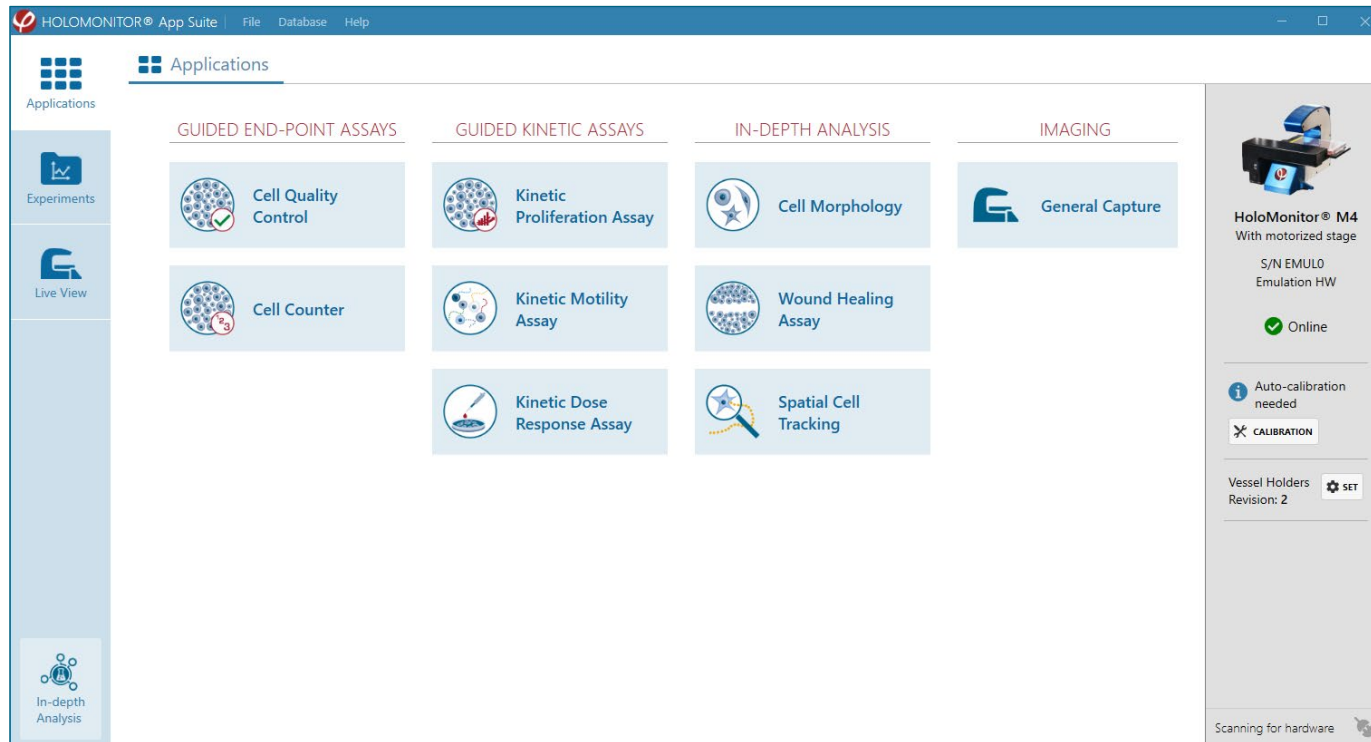 HOLOMONITOR® App Suite File Database Help
Applications
Applications
Experiments
Live View
In-depth
Analysis
GUIDED END-POINT ASSAYS
Cell Quality
Control
Cell Counter
GUIDED KINETIC ASSAYS
Kinetic
Proliferation Assay
Kinetic Motility
Assay
Kinetic Dose
Response Assay
IN-DEPTH ANALYSIS
Cell Morphology
Wound Healing
Assay
Spatial Cell
Tracking
IMAGING
General Capture
HoloMonitor® M4
With motorized stage
S/N EMUL0
Emulation HW
Online
Auto-calibration
needed
CALIBRATION
Vessel Holders
Revision: 2
SET
Scanning for hardware